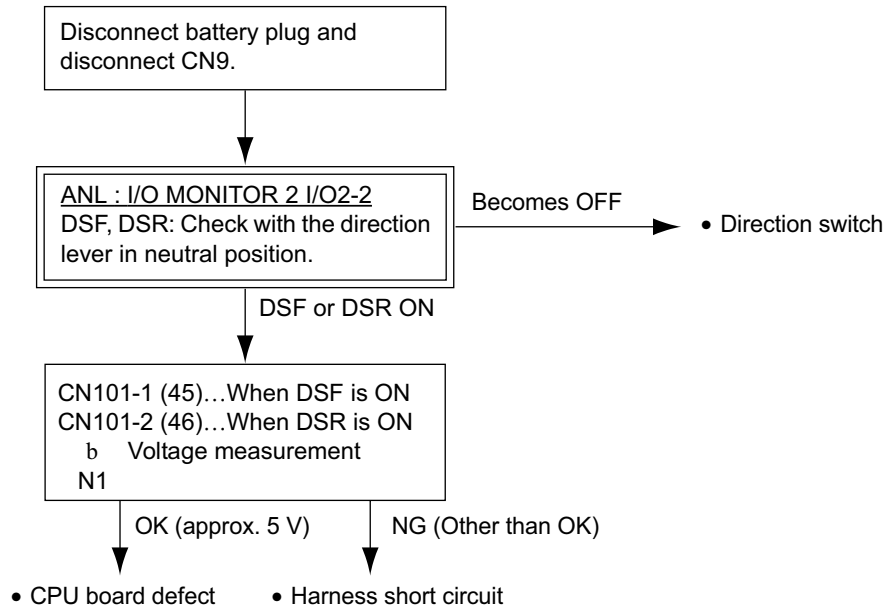 Disconnect battery plug and
disconnect CN9.
ANL : I/O MONITOR 2 I/O2-2
DSF, DSR: Check with the direction
lever in neutral position.
Becomes OFF
• Direction switch
DSF or DSR ON
CN101-1 (45)...When DSF is ON
CN101-2 (46)...When DSR is ON
b Voltage measurement
N1
OK (approx. 5 V)
NG (Other than OK)
• CPU board defect
• Harness short circuit